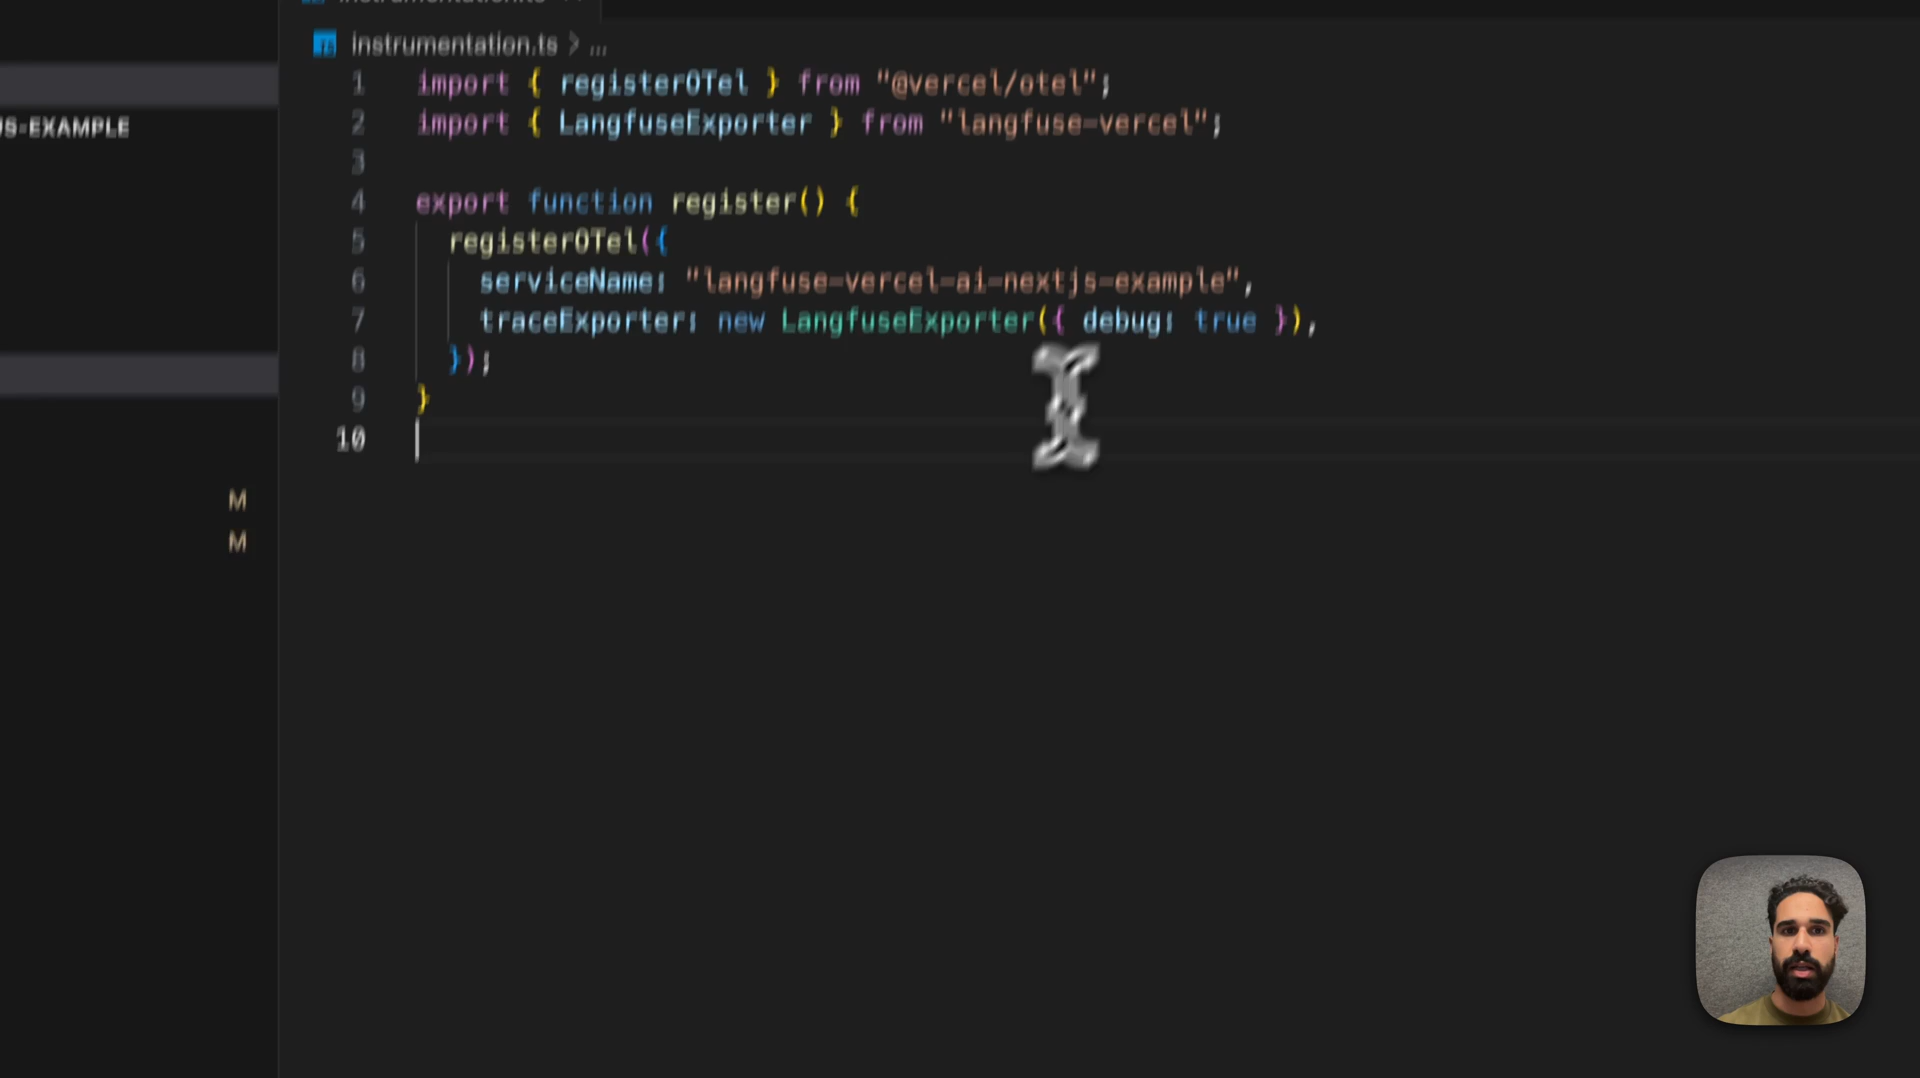 instrumentation.ts > ...
1 import { registerOTel } from "@vercel/otel";
2 import { LangfuseExporter } from "langfuse-vercel";
3
4 export function register() {
5 registerOTel({
6 serviceName: "langfuse-vercel-ai-nextjs-example",
7 traceExporter: new LangfuseExporter({ debug: true }),
8 });
9 }
10
JS-EXAMPLE
M
M